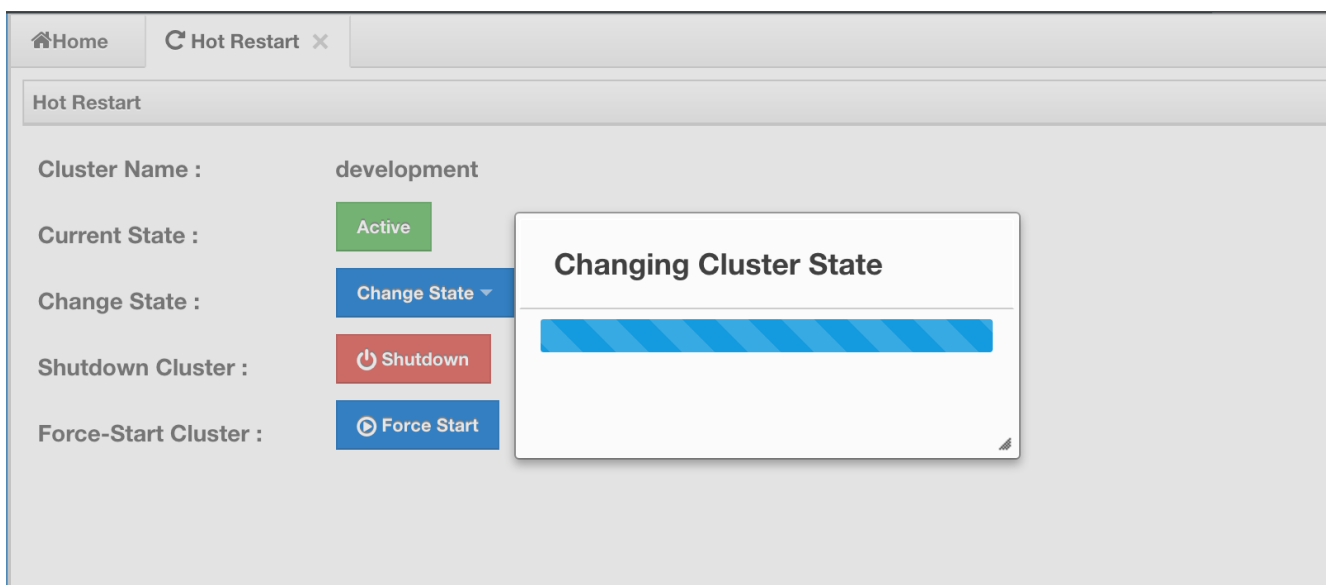 Home
Hot Restart
Hot Restart
Cluster Name : development
Current State : Active
Changing Cluster State
Change State : Change State
Shutdown Cluster : Shutdown
Force-Start Cluster : Force Start